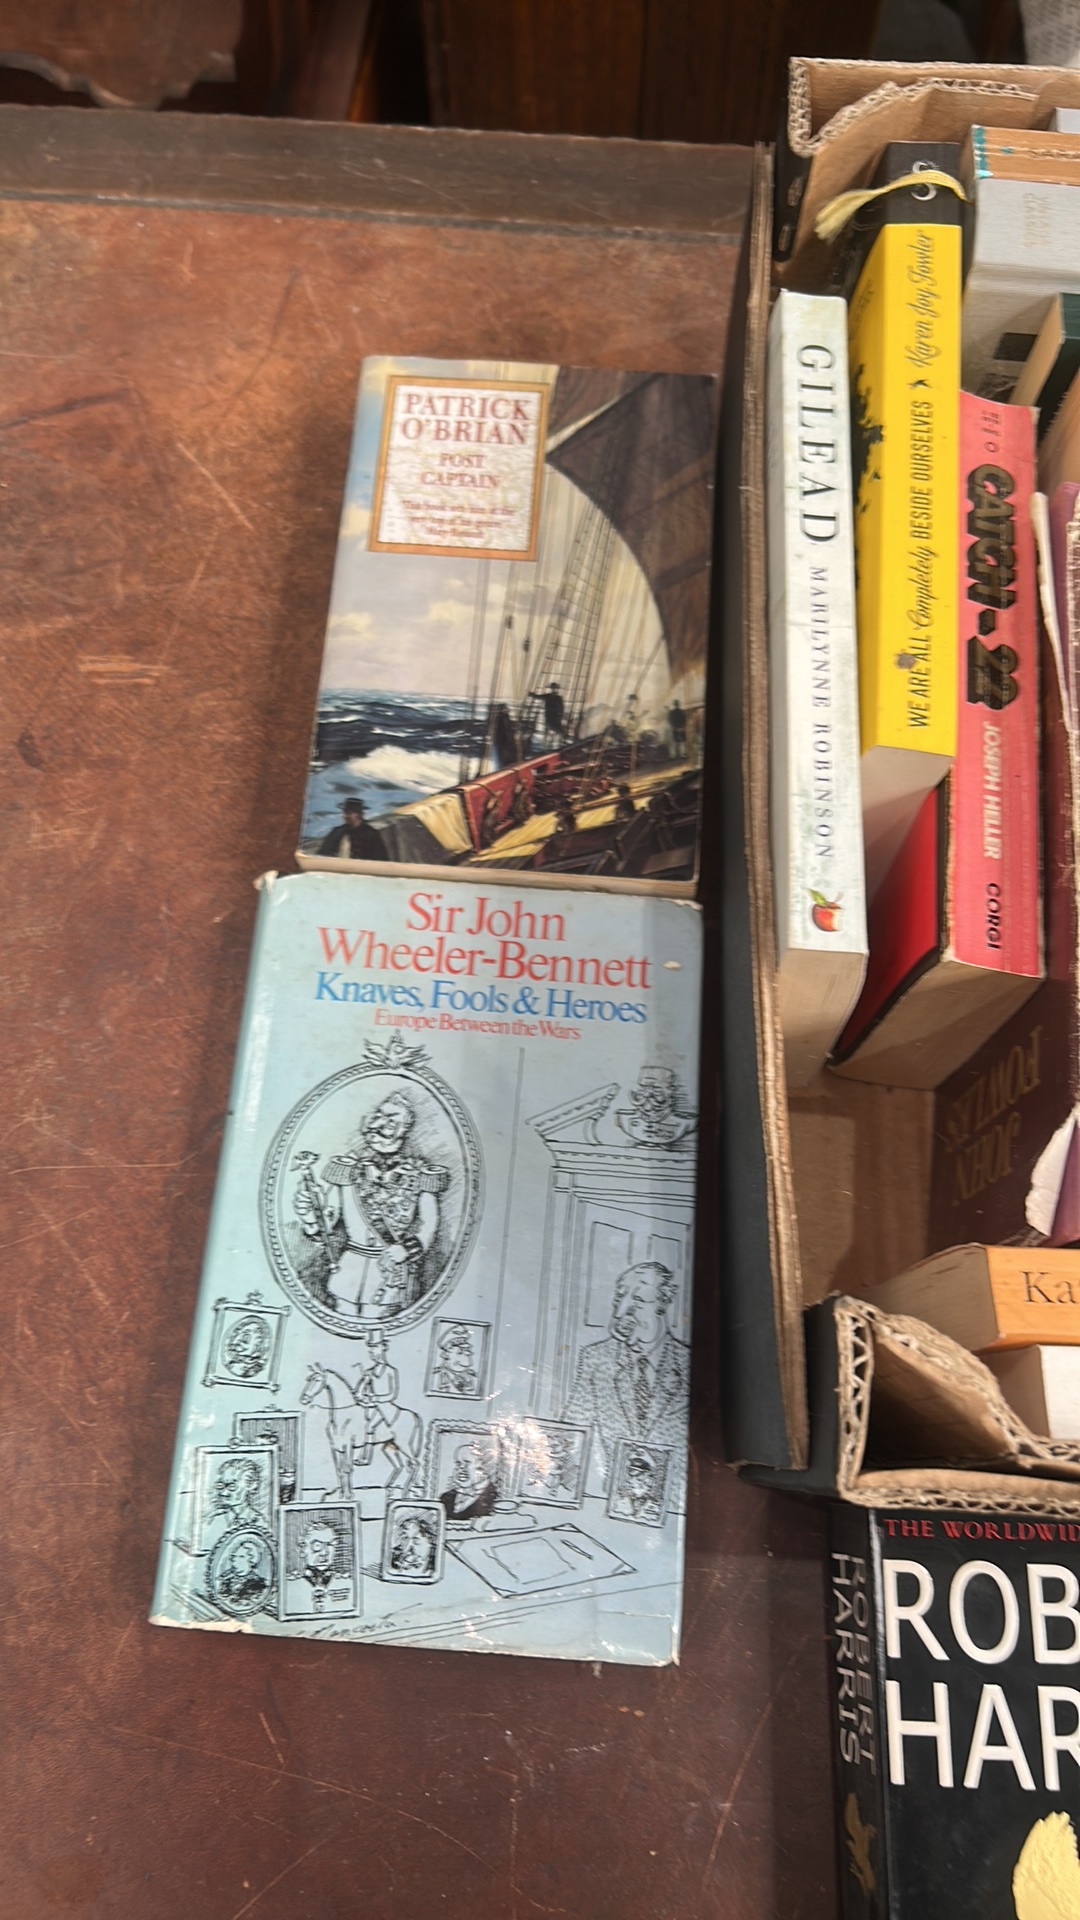 PATRICK
O'BRIAN
POST
CAPTAIN
Sir John
Wheeler-Bennett
Knaves, Fools & Heroes
Europe Between the Wars
GILEAD MARILYNNE ROBINSON
WE ARE ALL Completely BESIDE OURSELVES Karen Joy Fowler
CATCH-22 JOSEPH HELLER CORGI
JOHN
FOWLES
Ka
THE WORLDWID
ROB
HAR
ROBERT
HARRIS